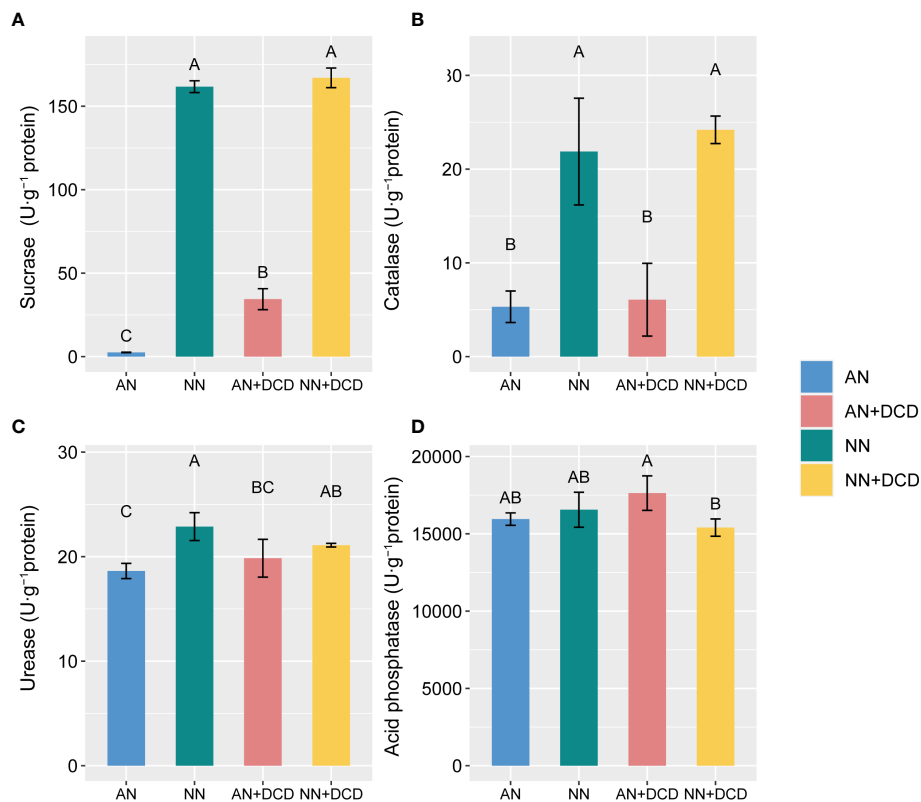 A
Sucrase (U·g⁻¹ protein)
150
100
50
0
C
A
B
A
AN
NN
AN+DCD
NN+DCD
B
Catalase (U·g⁻¹protein)
30
20
10
0
B
A
B
A
AN
NN
AN+DCD
NN+DCD
C
Urease (U·g⁻¹protein)
30
20
10
0
C
A
BC
AB
AN
NN
AN+DCD
NN+DCD
D
Acid phosphatase (U·g⁻¹protein)
20000
15000
10000
5000
0
AB
AB
A
B
AN
NN
AN+DCD
NN+DCD
AN
AN+DCD
NN
NN+DCD